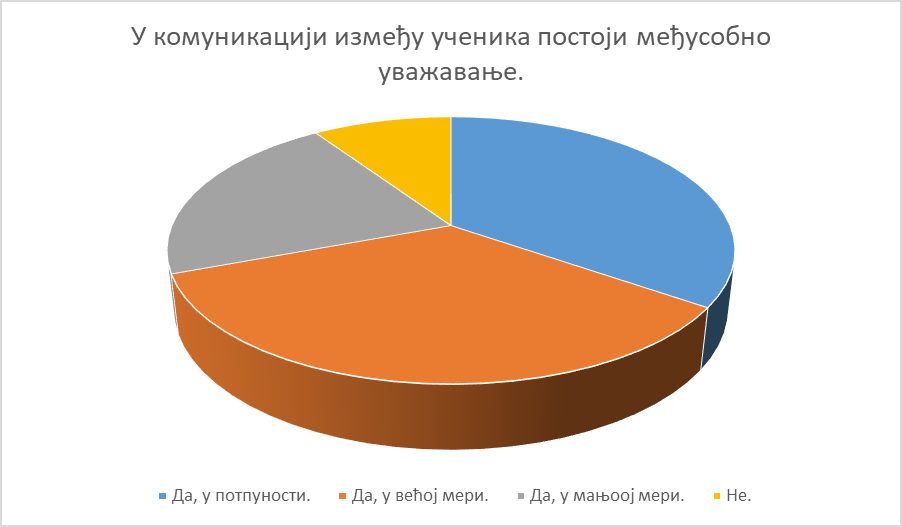 У комуникацији између ученика постоји међусобно
уважавање.
Да, у потпуности. Да, у већој мери. Да, у мањоој мери. Не.